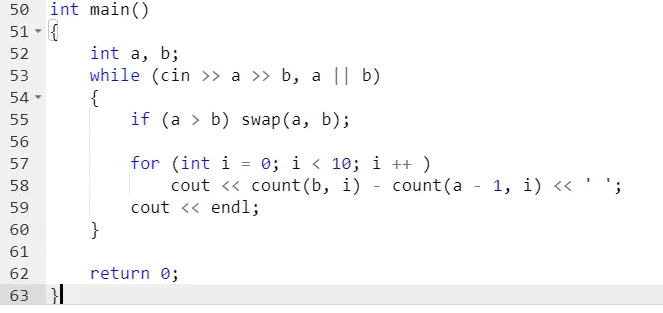 50 int main()
51 {
52     int a, b;
53     while (cin >> a >> b, a || b)
54     {
55         if (a > b) swap(a, b);
56
57         for (int i = 0; i < 10; i ++ )
58             cout << count(b, i) - count(a - 1, i) << ' ';
59         cout << endl;
60     }
61
62     return 0;
63 }